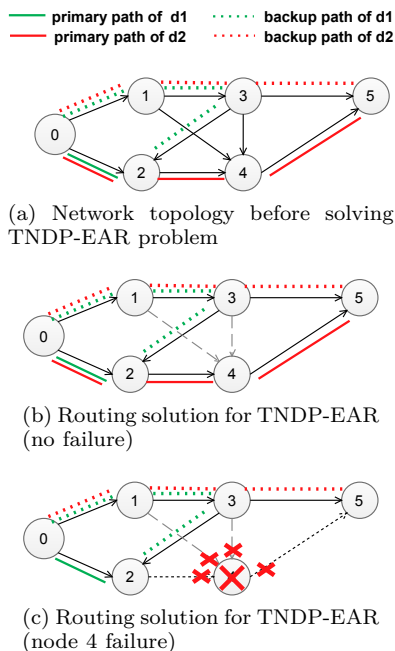 primary path of d1 backup path of d1
primary path of d2 backup path of d2
1 3 5
0
2 4
(a) Network topology before solving
TNDP-EAR problem
1 3 5
0
2 4
(b) Routing solution for TNDP-EAR
(no failure)
1 3 5
0
2
(c) Routing solution for TNDP-EAR
(node 4 failure)